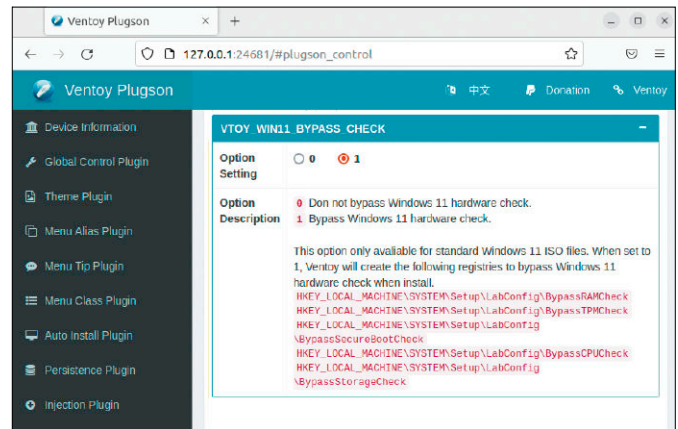 Ventoy Plugson
127.0.0.1:24681/#plugson_control
Ventoy Plugson
中文
Donation
Ventoy
Device Information
Global Control Plugin
Theme Plugin
Menu Alias Plugin
Menu Tip Plugin
Menu Class Plugin
Auto Install Plugin
Persistence Plugin
Injection Plugin
VTOY_WIN11_BYPASS_CHECK
Option
Setting
0 1
Option
Description
0 Don not bypass Windows 11 hardware check.
1 Bypass Windows 11 hardware check.
This option only avaliable for standard Windows 11 ISO files. When set to
1, Ventoy will create the following registries to bypass Windows 11
hardware check when install.
HKEY_LOCAL_MACHINE\SYSTEM\Setup\LabConfig\BypassRAMCheck
HKEY_LOCAL_MACHINE\SYSTEM\Setup\LabConfig\BypassTPMCheck
HKEY_LOCAL_MACHINE\SYSTEM\Setup\LabConfig
\BypassSecureBootCheck
HKEY_LOCAL_MACHINE\SYSTEM\Setup\LabConfig\BypassCPUCheck
HKEY_LOCAL_MACHINE\SYSTEM\Setup\LabConfig
\BypassStorageCheck